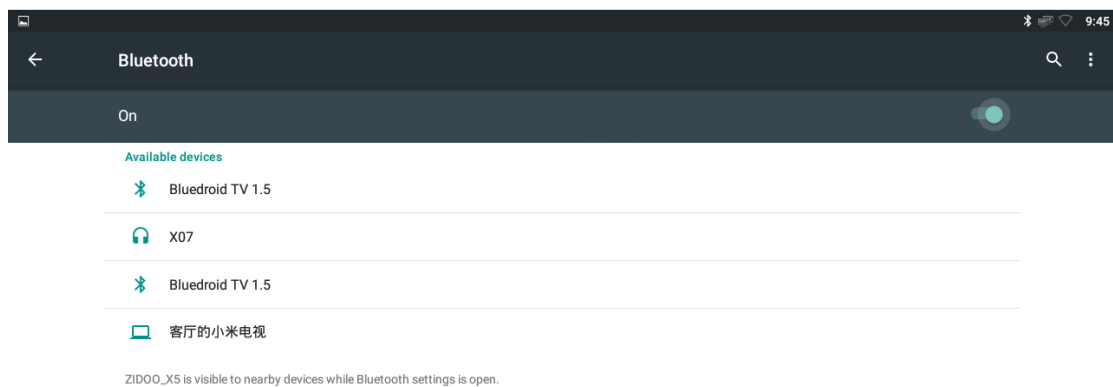 9:45
Bluetooth
On
Available devices
Bluedroid TV 1.5
X07
Bluedroid TV 1.5
客厅的小米电视
ZIDOO_X5 is visible to nearby devices while Bluetooth settings is open.